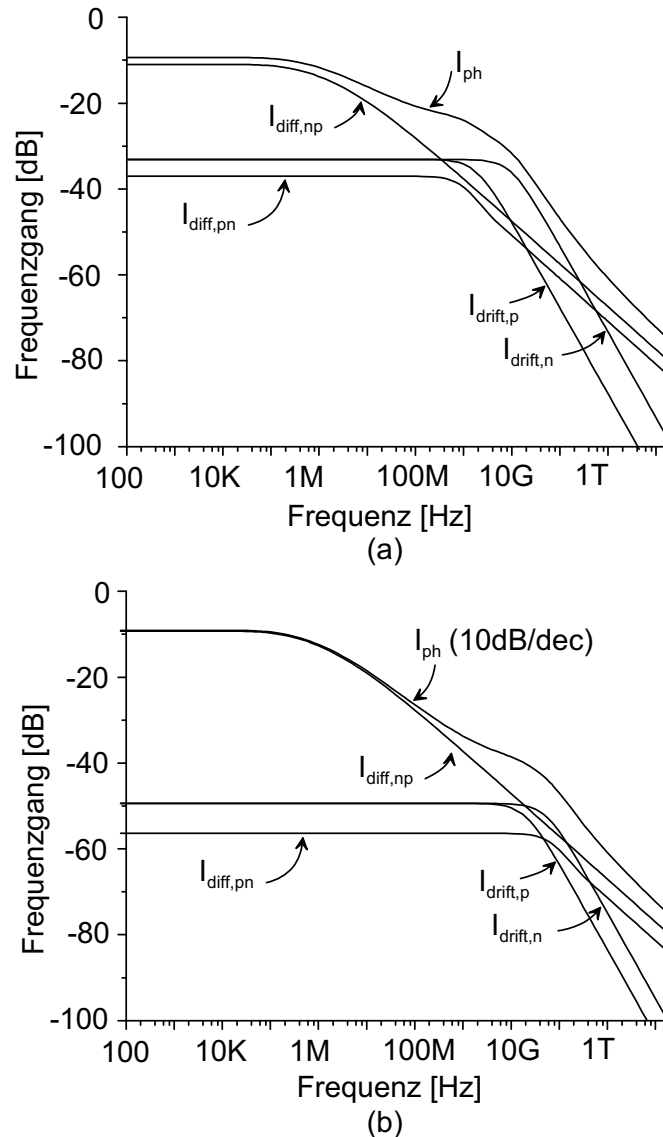 0
-20
-40
-60
-80
-100
Frequenzgang [dB]
I_ph
I_diff,np
I_diff,pn
I_drift,p
I_drift,n
100 10K 1M 100M 10G 1T
Frequenz [Hz]
(a)
0
-20
-40
-60
-80
-100
Frequenzgang [dB]
I_ph (10dB/dec)
I_diff,np
I_diff,pn
I_drift,p
I_drift,n
100 10K 1M 100M 10G 1T
Frequenz [Hz]
(b)